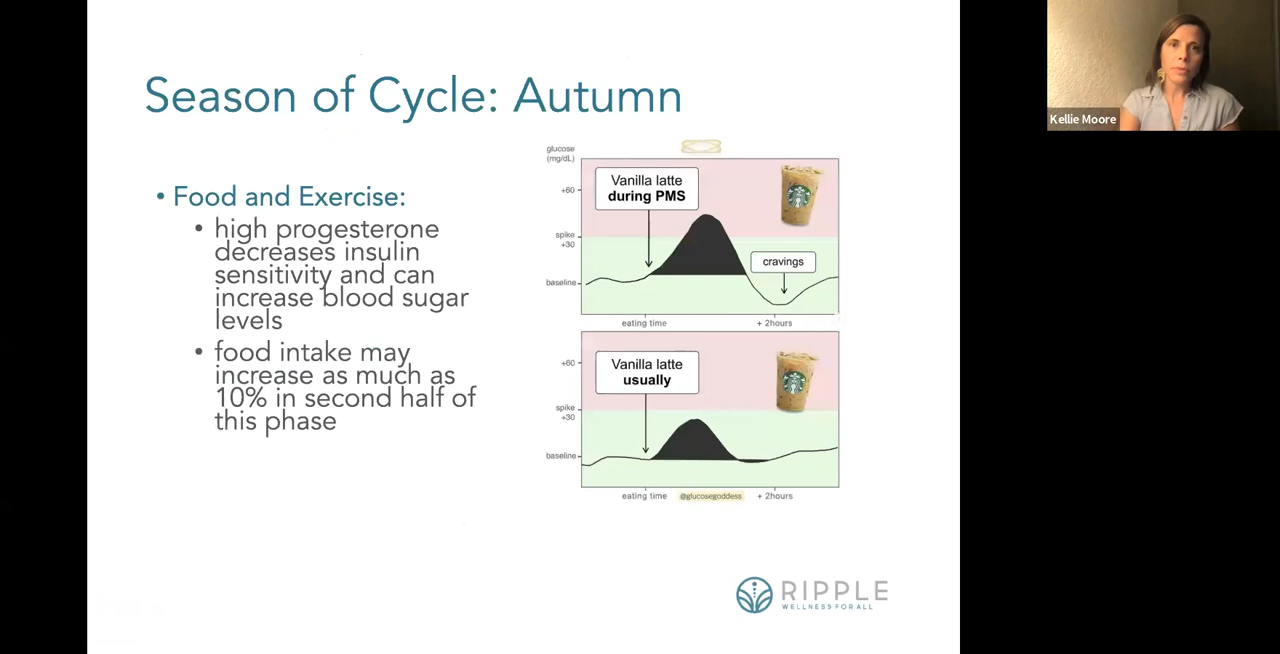 Season of Cycle: Autumn
• Food and Exercise:
• high progesterone
decreases insulin
sensitivity and can
increase blood sugar
levels
• food intake may
increase as much as
10% in second half of
this phase
glucose
(mg/dL)
+60
spike
+30
baseline
Vanilla latte
during PMS
cravings
eating time
+ 2hours
+60
spike
+30
baseline
Vanilla latte
usually
eating time
@glucosegoddess
+ 2hours
RIPPLE
WELLNESS FOR ALL
Kellie Moore